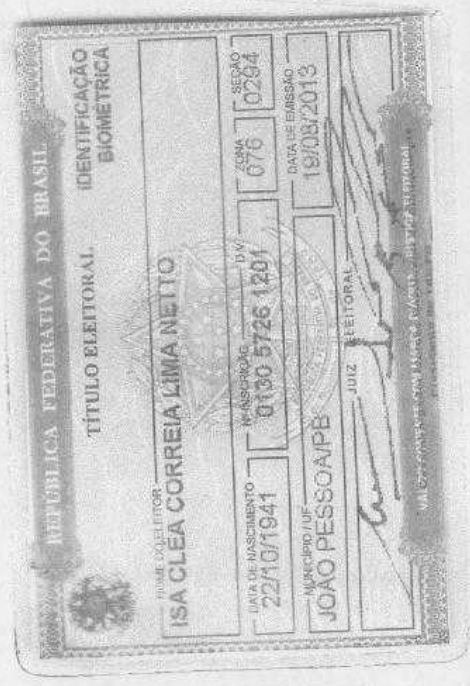 REPÚBLICA FEDERATIVA DO BRASIL
TÍTULO ELEITORAL
IDENTIFICAÇÃO
BIOMÉTRICA
NOME DO ELEITOR
ISA CLEA CORREIA LIMA NETTO
DATA DE NASCIMENTO
22/10/1941
Nº INSCRIÇÃO D.V.
0130 5726 1201
ZONA
076
SEÇÃO
0294
MUNICÍPIO / UF
JOÃO PESSOA/PB
DATA DE EMISSÃO
19/08/2013
JUIZ ELEITORAL